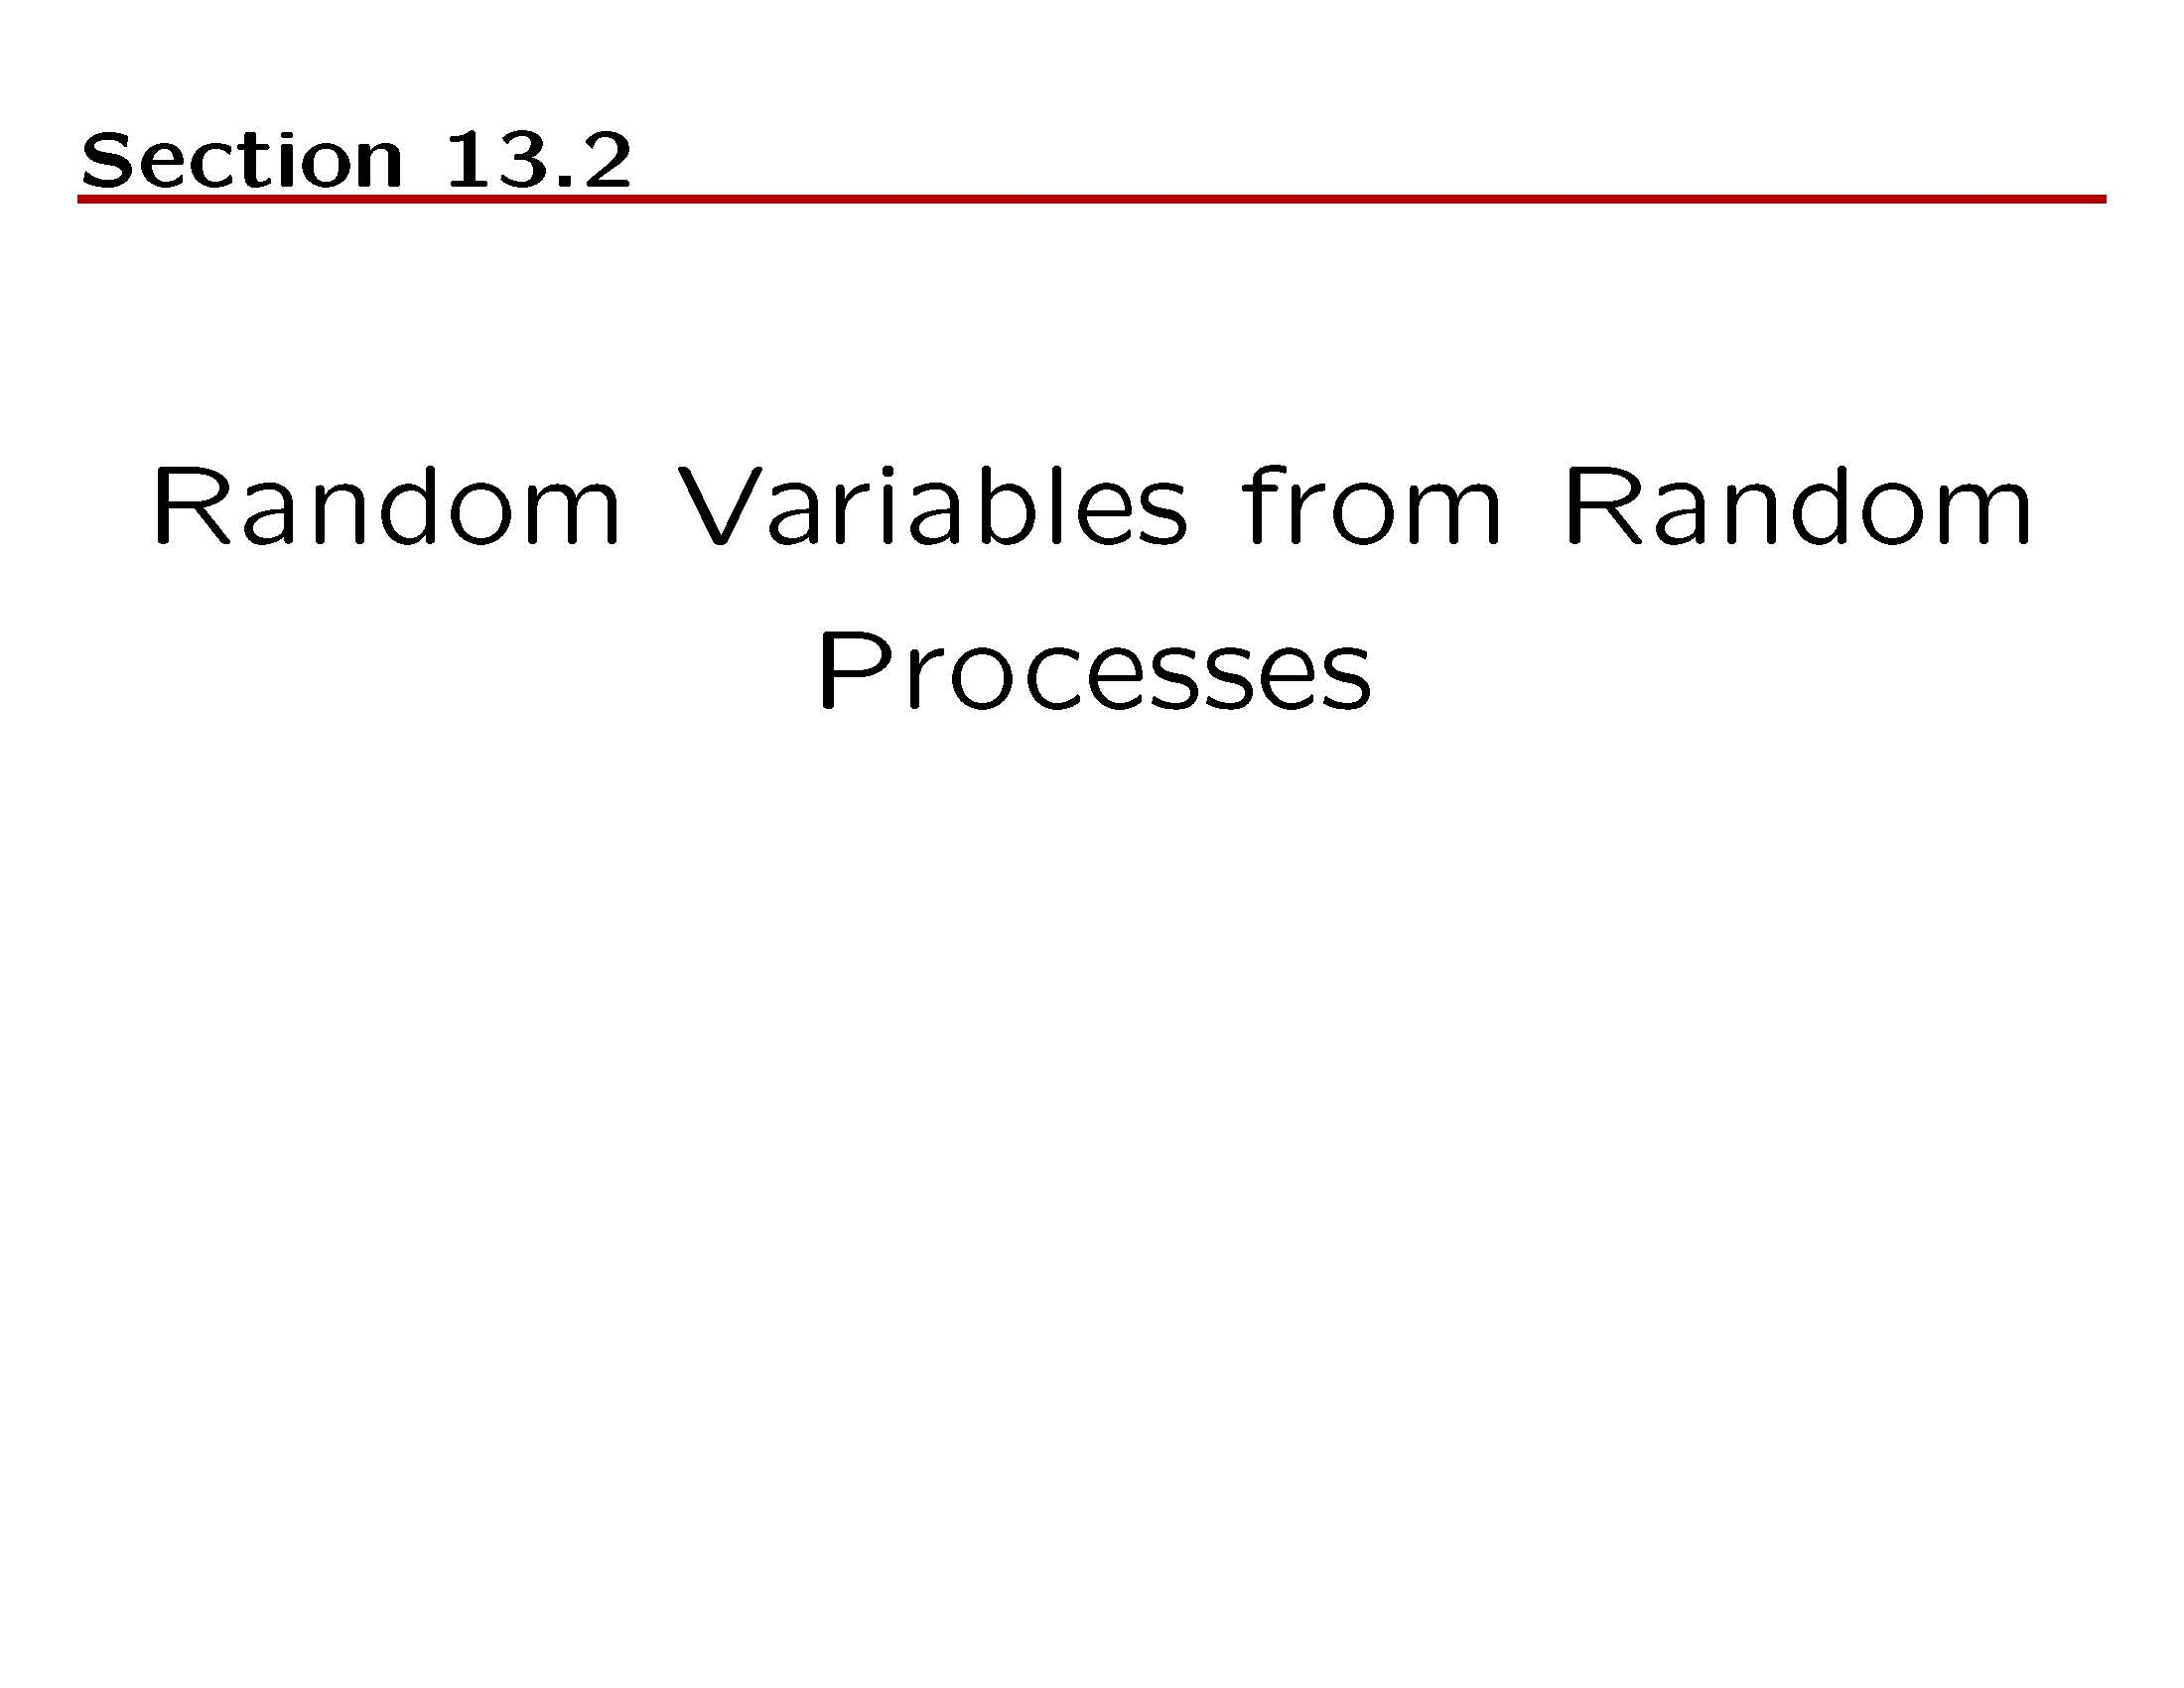 Section 13.2
Random Variables from Random
Processes